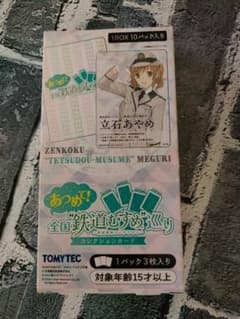 1BOX 10パック入り
立石あやめ
ZENKOKU
"TETSUDOU-MUSUME" MEGURI
あつめて!
全国"鉄道むすめ"巡り
コレクションカード
1パック3枚入り
TOMYTEC
対象年齢15才以上